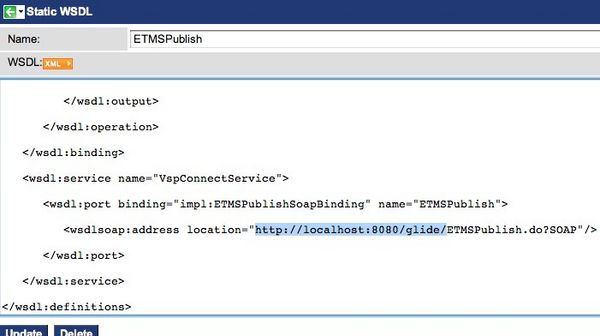 Static WSDL
Name: ETMSPublish
WSDL: XML
</wsdl:output>
</wsdl:operation>
</wsdl:binding>
<wsdl:service name="VspConnectService">
<wsdl:port binding="impl:ETMSPublishSoapBinding" name="ETMSPublish">
<wsdlsoap:address location="http://localhost:8080/glide/ETMSPublish.do?SOAP"/>
</wsdl:port>
</wsdl:service>
</wsdl:definitions>
Update Delete